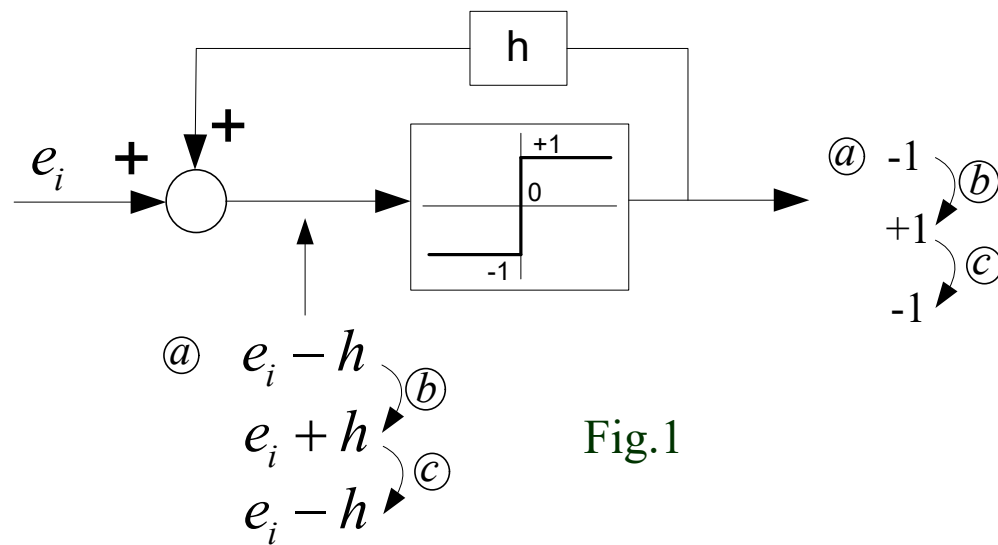 h
+
+
e_i
+1
0
-1
ⓐ -1
ⓑ
+1
ⓒ
-1
ⓐ e_i − h
ⓑ
e_i + h
ⓒ
e_i − h
Fig.1